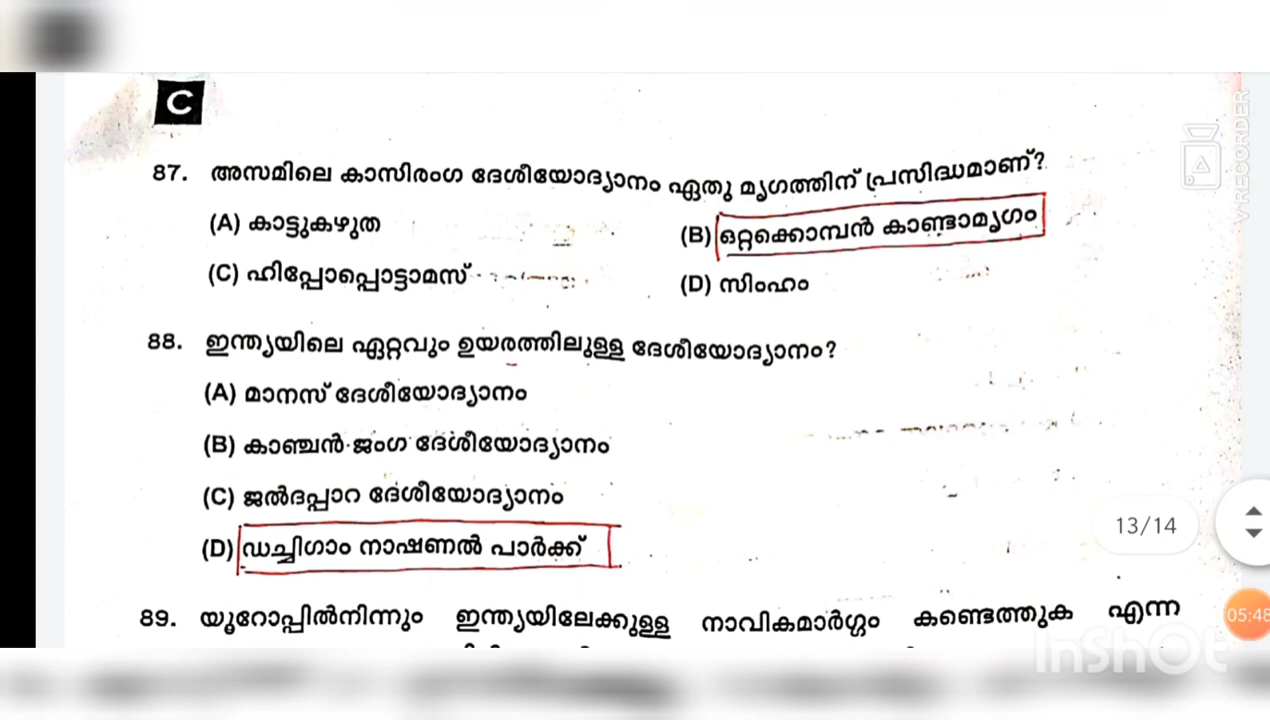 C
87. അസമിലെ കാസിരംഗ ദേശീയോദ്യാനം ഏതു മൃഗത്തിന് പ്രസിദ്ധമാണ്?
(A) കാട്ടുകഴുത (B) ഒറ്റക്കൊമ്പൻ കാണ്ടാമൃഗം
(C) ഹിപ്പോപ്പൊട്ടാമസ് (D) സിംഹം
88. ഇന്ത്യയിലെ ഏറ്റവും ഉയരത്തിലുള്ള ദേശീയോദ്യാനം?
(A) മാനസ് ദേശീയോദ്യാനം
(B) കാഞ്ചൻ ജംഗ ദേശീയോദ്യാനം
(C) ജൽദപ്പാറ ദേശീയോദ്യാനം
13/14
(D) ഡച്ചിഗാം നാഷണൽ പാർക്ക്
89. യൂറോപ്പിൽനിന്നും ഇന്ത്യയിലേക്കുള്ള നാവികമാർഗ്ഗം കണ്ടെത്തുക എന്ന
05:48
InShOt
VRECORDER